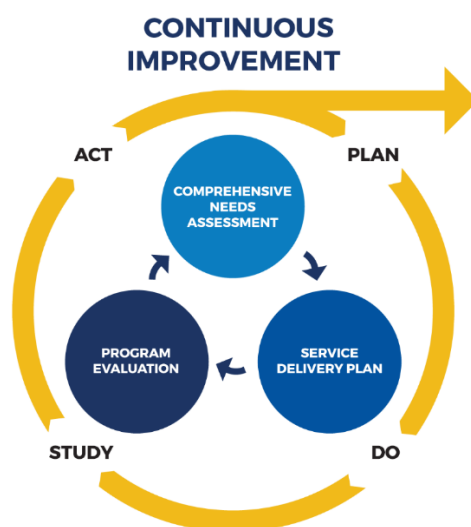 CONTINUOUS
IMPROVEMENT
ACT
PLAN
COMPREHENSIVE
NEEDS
ASSESSMENT
PROGRAM
EVALUATION
SERVICE
DELIVERY PLAN
STUDY
DO